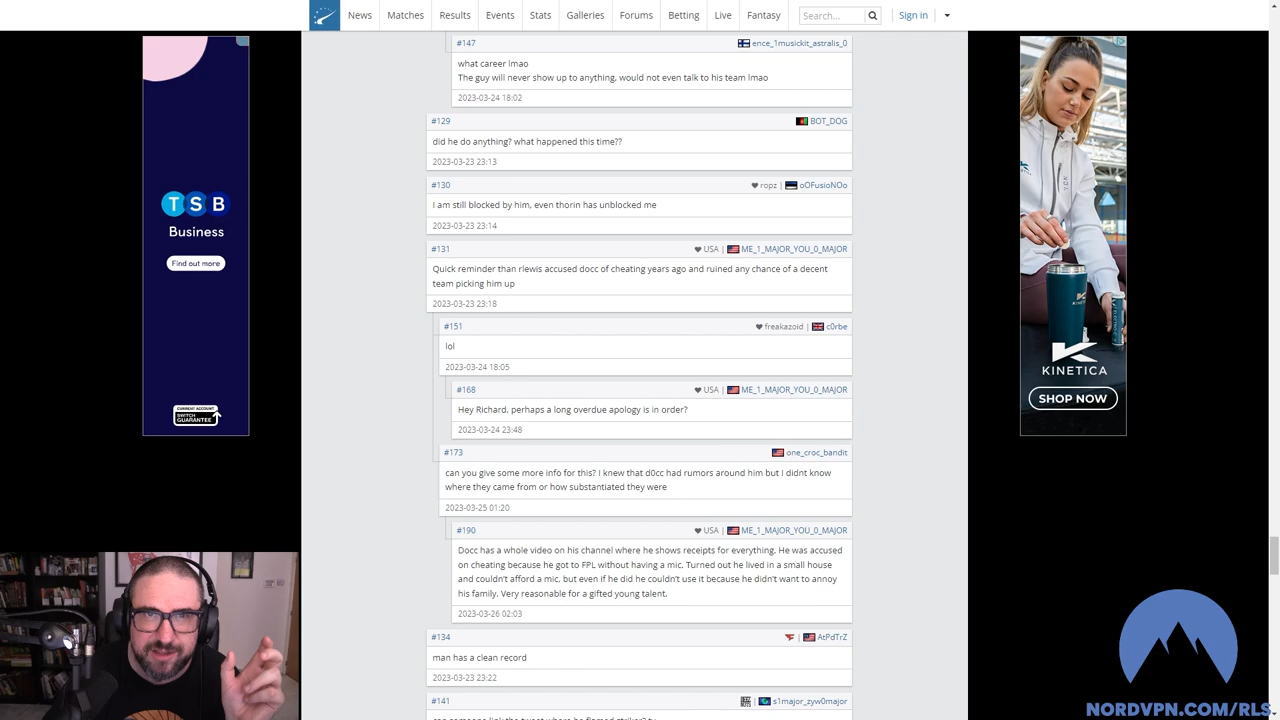 News
Matches
Results
Events
Stats
Galleries
Forums
Betting
Live
Fantasy
Search...
Sign in
#147
ence_1musickit_astralis_0
what career lmao
The guy will never show up to anything, would not even talk to his team lmao
2023-03-24 18:02
#129
BOT_DOG
did he do anything? what happened this time??
2023-03-23 23:13
#130
ropz | oOFusioNOo
I am still blocked by him, even thorin has unblocked me
2023-03-23 23:14
#131
USA | ME_1_MAJOR_YOU_0_MAJOR
Quick reminder than rlewis accused docc of cheating years ago and ruined any chance of a decent
team picking him up
2023-03-23 23:18
#151
freakazoid | c0rbe
lol
2023-03-24 18:05
#168
USA | ME_1_MAJOR_YOU_0_MAJOR
Hey Richard, perhaps a long overdue apology in order?
2023-03-24 23:48
#173
one_croc_bandit
can you give some more info for this? I knew that d0cc had rumors around him but I didnt know
where they came from or how substantiated they were
2023-03-25 01:20
#190
USA | ME_1_MAJOR_YOU_0_MAJOR
Docc has a whole video on his channel where he shows receipts for everything. He was accused
on cheating because he got to FPL without having a mic. Turned out he lived in a small house
and couldn't afford a mic, but even if he did he couldn't use it because he didn't want to annoy
his family. Very reasonable for a gifted young talent.
2023-03-26 02:03
#134
| AtPdTrZ
man has a clean record
2023-03-23 23:22
#141
| s1major_zyw0major
TSB
Business
Find out more
CURRENT ACCOUNT
SWITCH
GUARANTEE
KINETICA
SHOP NOW
NORDVPN.COM/RLS